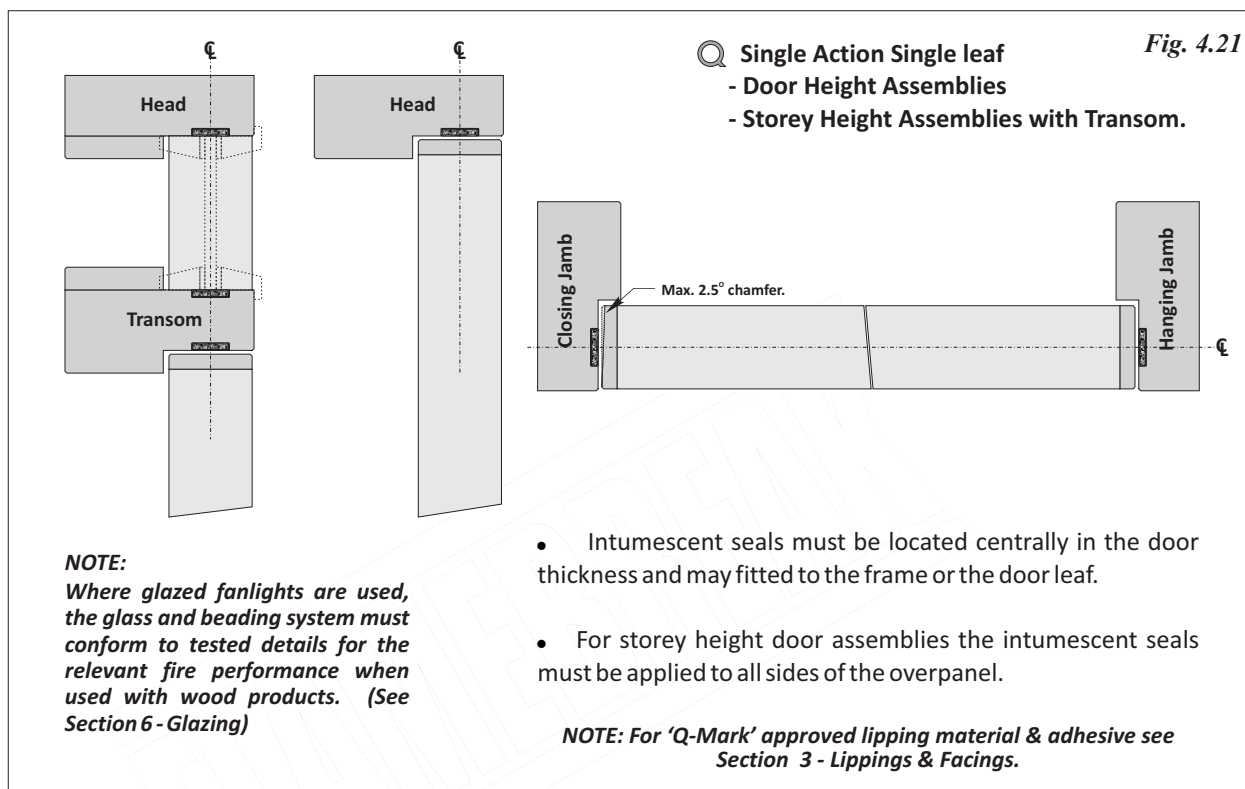 Fig. 4.21
Single Action Single leaf
- Door Height Assemblies
- Storey Height Assemblies with Transom.
℄
℄
Head
Head
Transom
Closing Jamb
Max. 2.5° chamfer.
Hanging Jamb
℄
NOTE:
Where glazed fanlights are used,
the glass and beading system must
conform to tested details for the
relevant fire performance when
used with wood products. (See
Section 6 - Glazing)
• Intumescent seals must be located centrally in the door
thickness and may fitted to the frame or the door leaf.
• For storey height door assemblies the intumescent seals
must be applied to all sides of the overpanel.
NOTE: For ‘Q-Mark’ approved lipping material & adhesive see
Section 3 - Lippings & Facings.
FLAMEBREAK